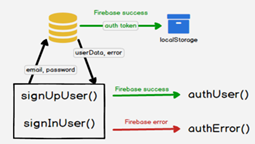 Firebase success
auth token
localStorage
userData, error
email, password
signUpUser()
signInUser()
Firebase success
authUser()
Firebase error
authError()